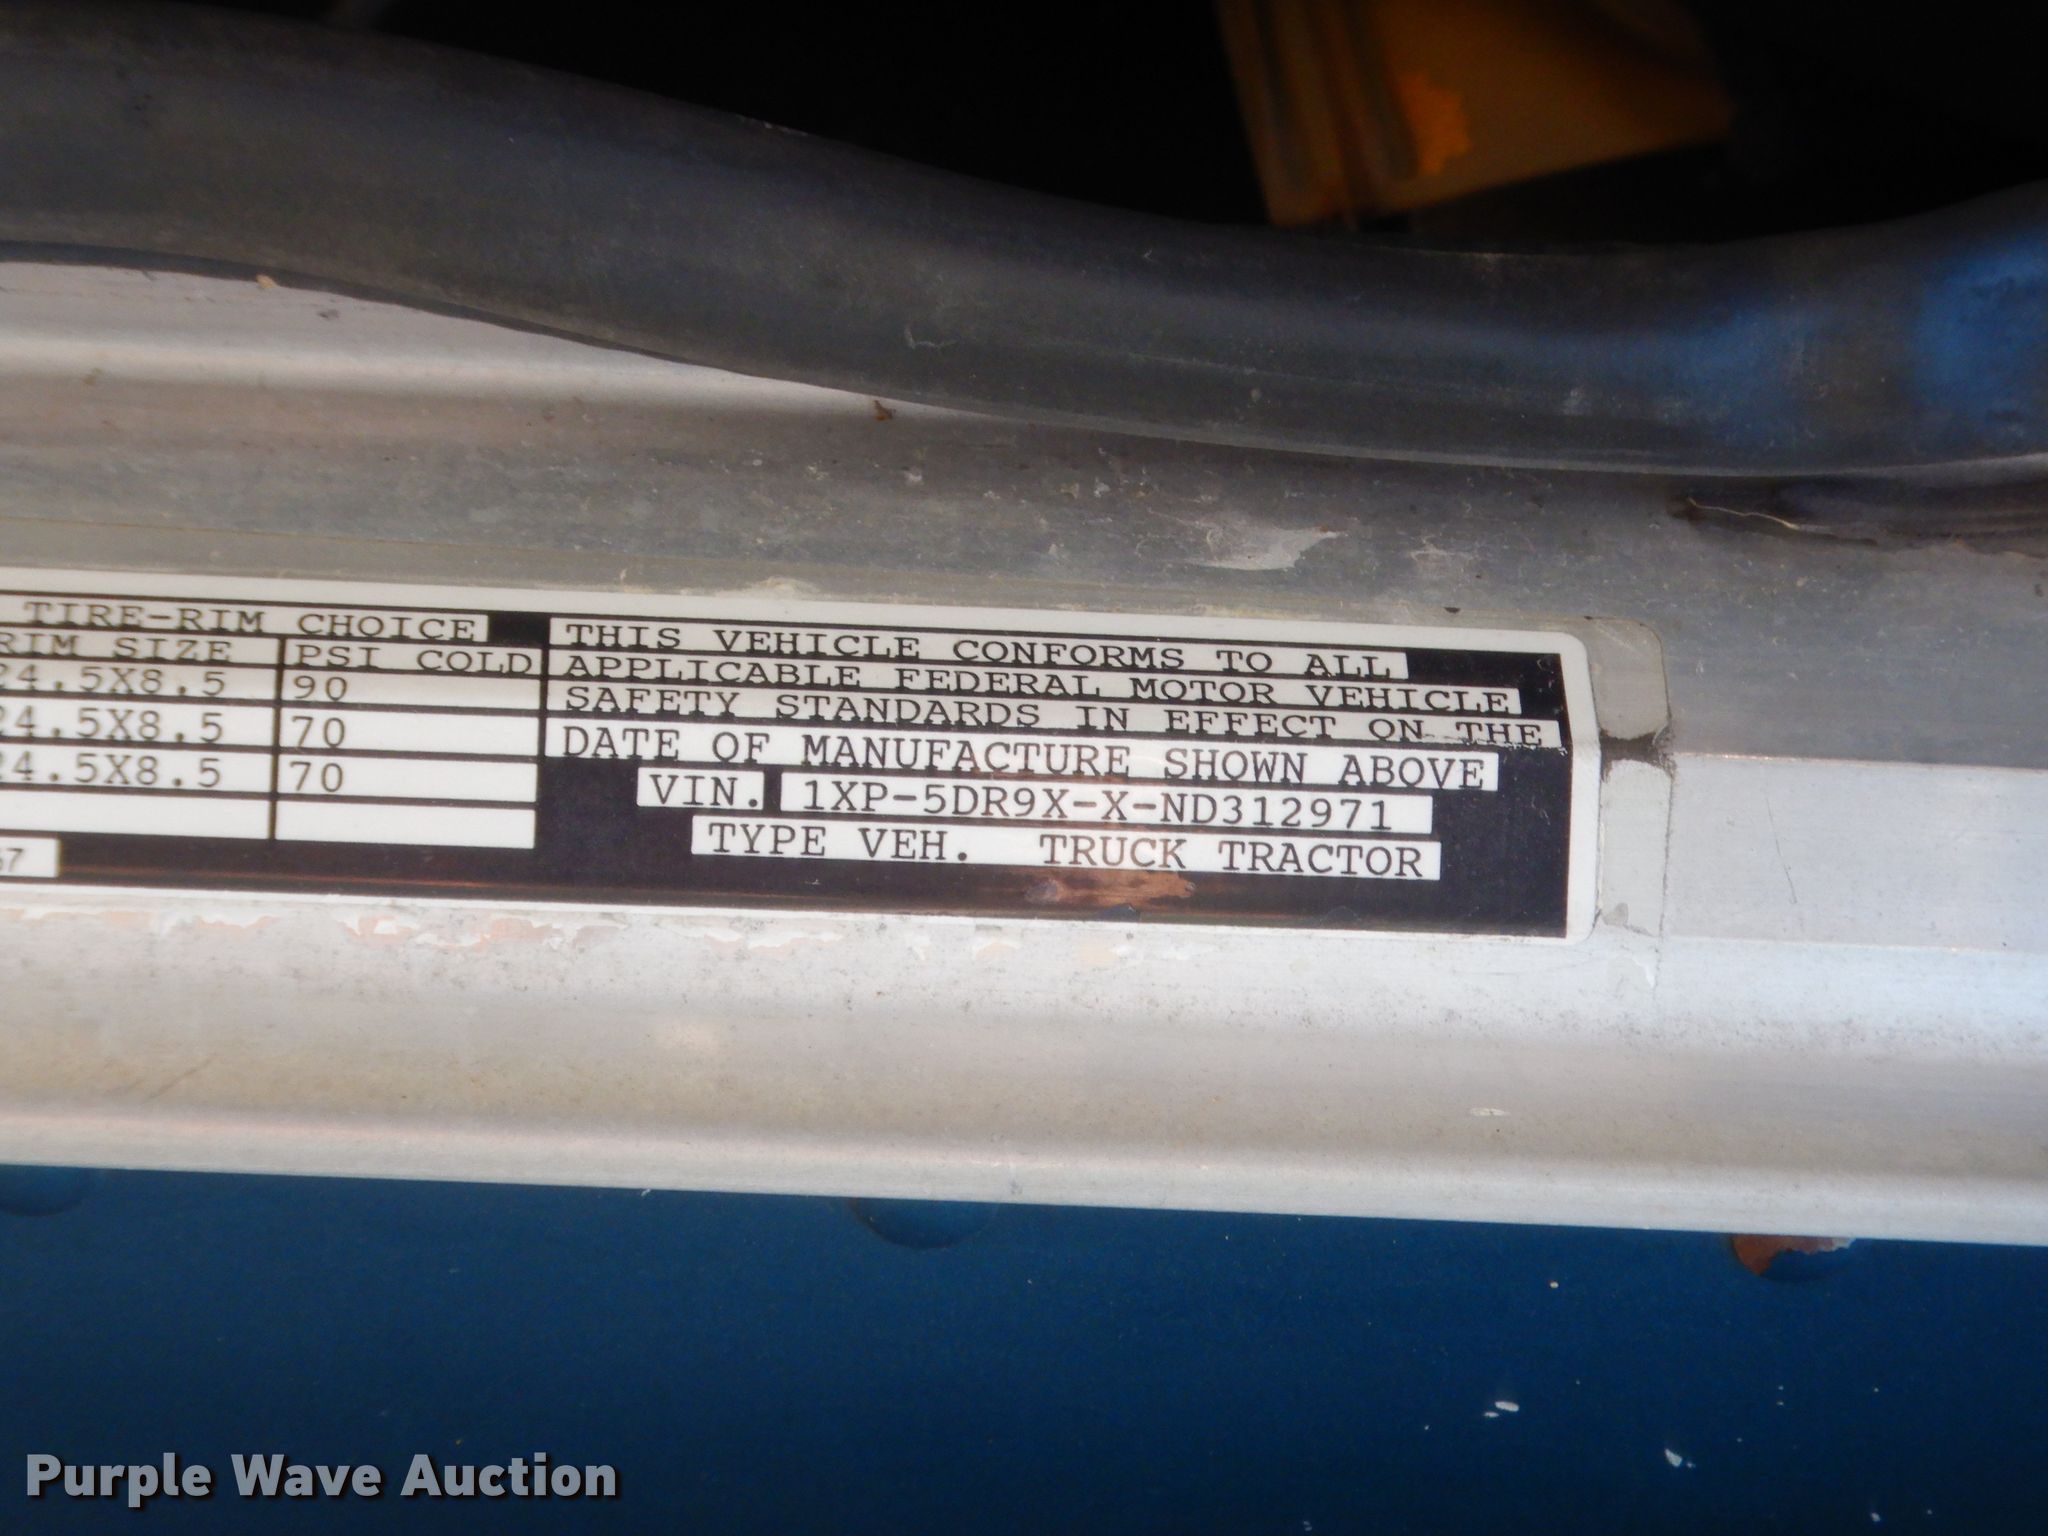 TIRE-RIM CHOICE
RIM SIZE PSI COLD
24.5X8.5 90
24.5X8.5 70
24.5X8.5 70
67
THIS VEHICLE CONFORMS TO ALL
APPLICABLE FEDERAL MOTOR VEHICLE
SAFETY STANDARDS IN EFFECT ON THE
DATE OF MANUFACTURE SHOWN ABOVE
VIN. 1XP-5DR9X-X-ND312971
TYPE VEH. TRUCK TRACTOR
Purple Wave Auction